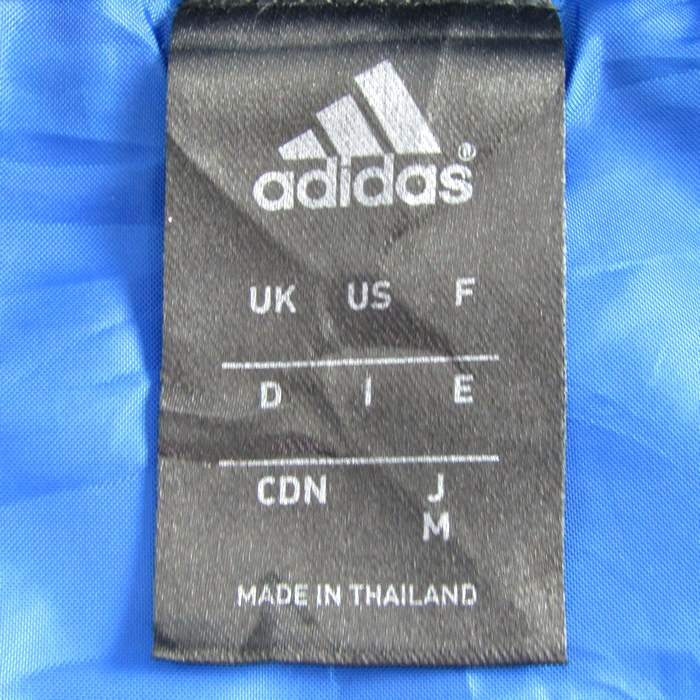 adidas®
UK US F
D I E
CDN J
M
MADE IN THAILAND